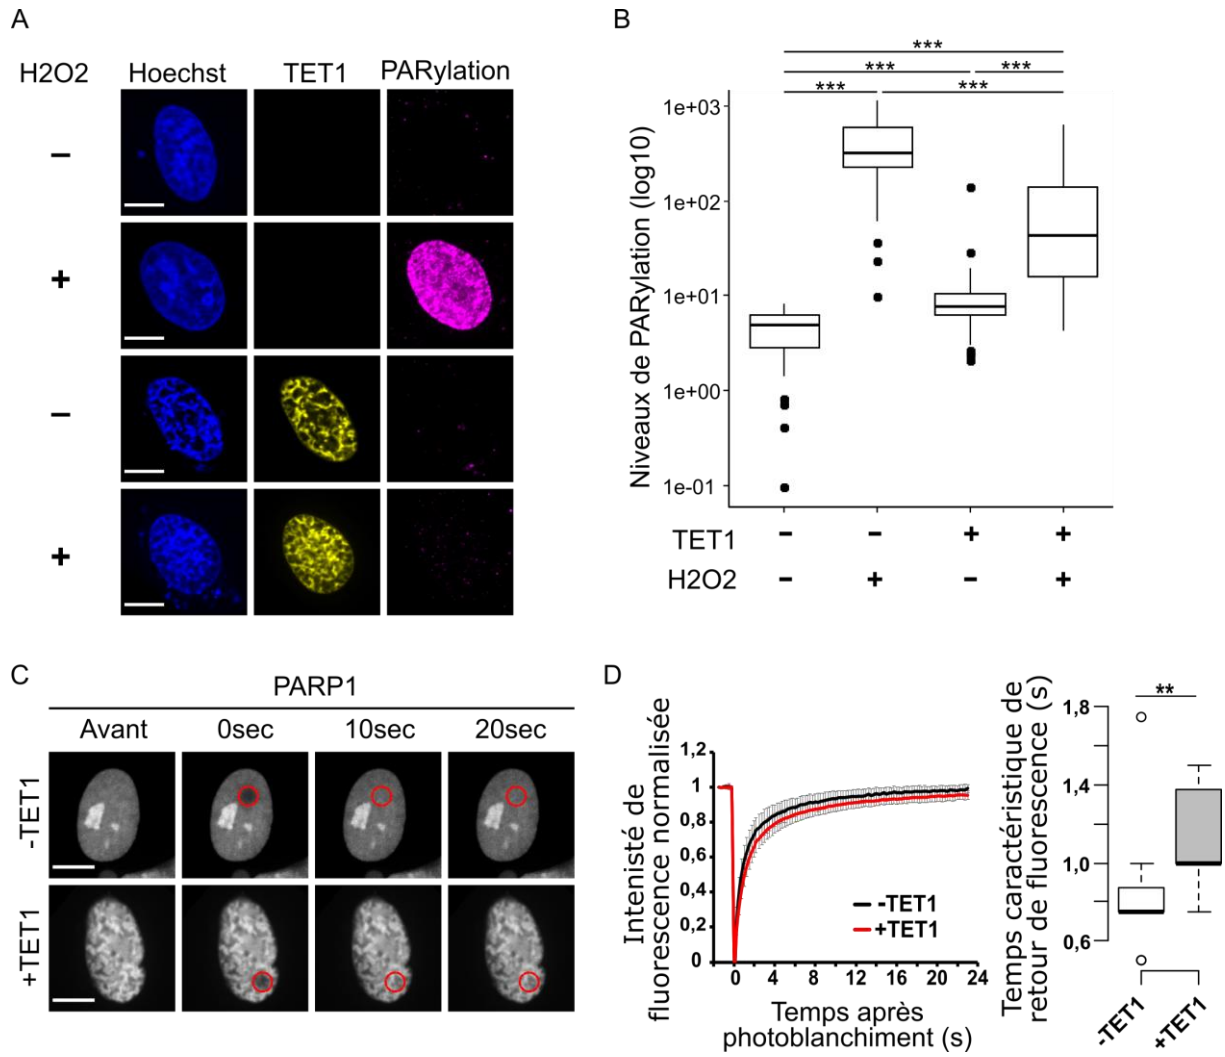 A
H2O2 Hoechst TET1 PARylation
–
+
–
+
B
Niveaux de PARylation (log10)
***
*** ***
*** ***
1e+03
1e+02
1e+01
1e+00
1e-01
TET1 – – + +
H2O2 – + – +
C
PARP1
Avant 0sec 10sec 20sec
-TET1
+TET1
D
Intenisté de
fluorescence normalisée
1,2
1
0,8
0,6
0,4
0,2
0
0 4 8 12 16 20 24
-TET1
+TET1
Temps après
photoblanchiment (s)
Temps caractéristique de
retour de fluorescence (s)
**
1,8
1,4
1,0
0,6
-TET1 +TET1